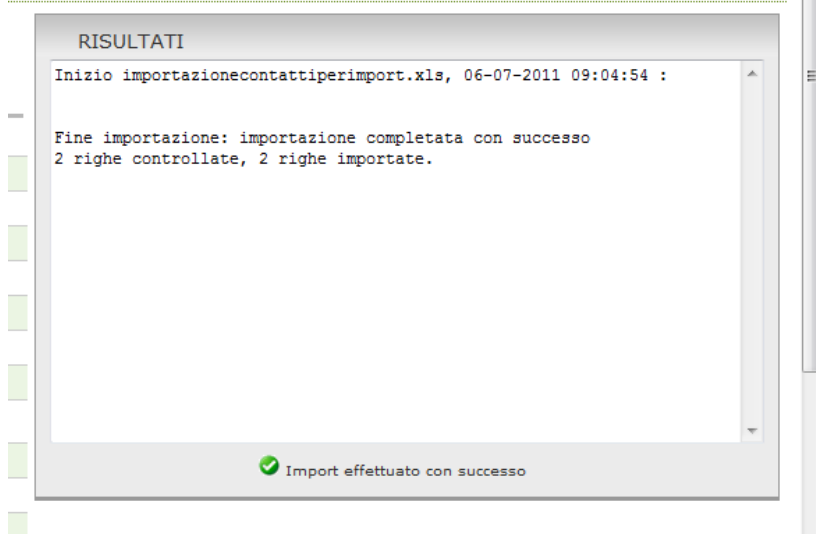 RISULTATI
Inizio importazionecontattiperimport.xls, 06-07-2011 09:04:54 :
Fine importazione: importazione completata con successo
2 righe controllate, 2 righe importate.
Import effettuato con successo